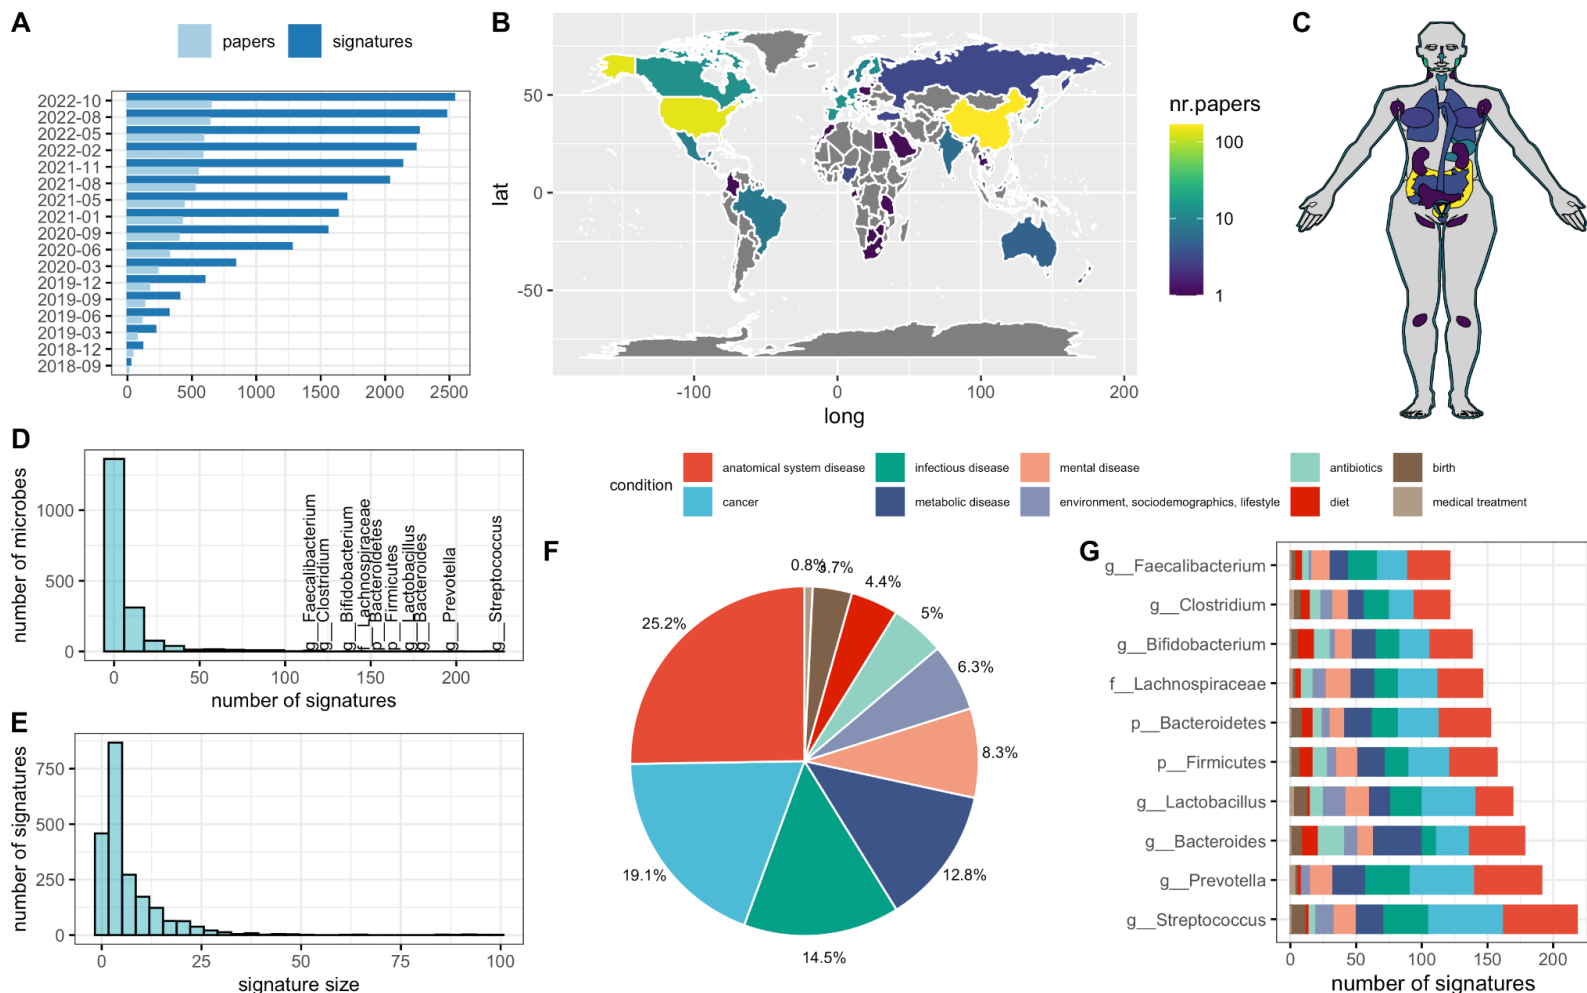 A
papers
signatures
2022-10
2022-08
2022-05
2022-02
2021-11
2021-08
2021-05
2021-01
2020-09
2020-06
2020-03
2019-12
2019-09
2019-06
2019-03
2018-12
2018-09
0 500 1000 1500 2000 2500
B
lat
50
0
-50
-100 0 100 200
long
nr.papers
100
10
1
C
D
number of microbes
1000
500
0
g__Faecalibacterium
g__Clostridium
g__Bifidobacterium
f__Lachnospiraceae
p__Bacteroidetes
p__Firmicutes
g__Lactobacillus
g__Bacteroides
g__Prevotella
g__Streptococcus
0 50 100 150 200
number of signatures
E
number of signatures
750
500
250
0
0 25 50 75 100
signature size
condition
anatomical system disease
infectious disease
mental disease
antibiotics
birth
cancer
metabolic disease
environment, sociodemographics, lifestyle
diet
medical treatment
F
0.8%
3.7%
4.4%
5%
6.3%
8.3%
12.8%
14.5%
19.1%
25.2%
G
g__Faecalibacterium
g__Clostridium
g__Bifidobacterium
f__Lachnospiraceae
p__Bacteroidetes
p__Firmicutes
g__Lactobacillus
g__Bacteroides
g__Prevotella
g__Streptococcus
0 50 100 150 200
number of signatures